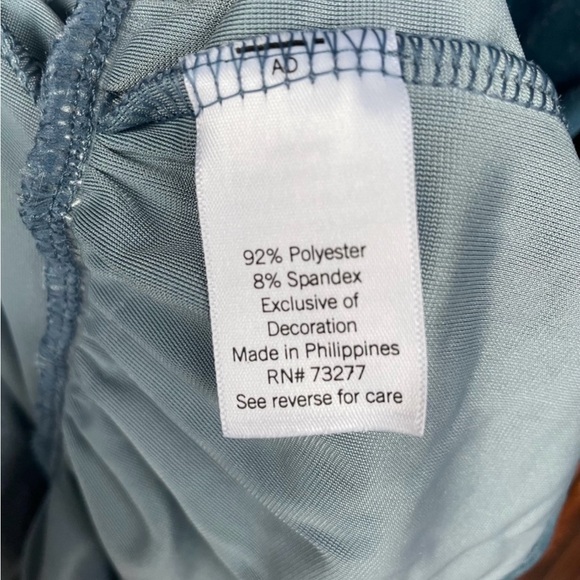 AD
92% Polyester
8% Spandex
Exclusive of
Decoration
Made in Philippines
RN# 73277
See reverse for care